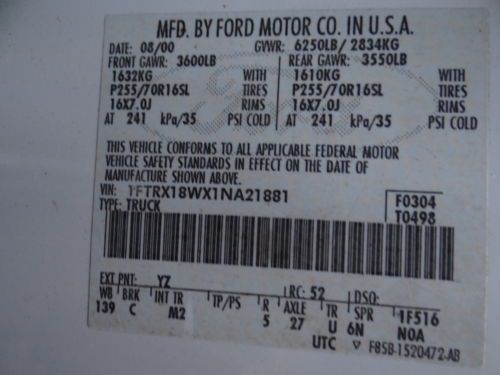 MFD. BY FORD MOTOR CO. IN U.S.A.
DATE: 08/00 GVWR: 6250LB/ 2834KG
FRONT GAWR: 3600LB REAR GAWR: 3550LB
1632KG WITH 1610KG WITH
P255/70R16SL TIRES P255/70R16SL TIRES
16X7.0J RIMS 16X7.0J RIMS
AT 241 kPa/35 PSI COLD AT 241 kPa/35 PSI COLD
THIS VEHICLE CONFORMS TO ALL APPLICABLE FEDERAL MOTOR
VEHICLE SAFETY STANDARDS IN EFFECT ON THE DATE OF
MANUFACTURE SHOWN ABOVE.
VIN: 1FTRX18WX1NA21881 F0304
TYPE: TRUCK T0498
EXT PNT: YZ RC: 52 DSO:
WB BRK INT TR TP/PS R AXLE TR SPR 1F516
139 C M2 5 27 U 6N N0A
UTC ▽ F85B-1520472-AB